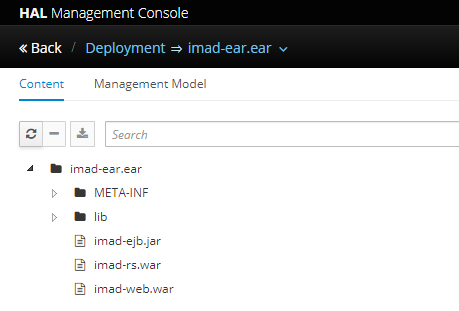 HAL Management Console
« Back / Deployment ⇒ imad-ear.ear
Content Management Model
Search
imad-ear.ear
META-INF
lib
imad-ejb.jar
imad-rs.war
imad-web.war